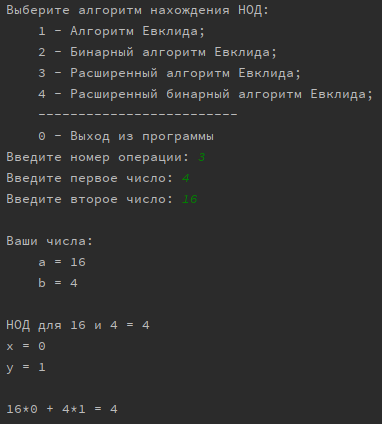 Выберите алгоритм нахождения НОД:
1 - Алгоритм Евклида;
2 - Бинарный алгоритм Евклида;
3 - Расширенный алгоритм Евклида;
4 - Расширенный бинарный алгоритм Евклида;
-------------------------
0 - Выход из программы
Введите номер операции: 3
Введите первое число: 4
Введите второе число: 16
Ваши числа:
a = 16
b = 4
НОД для 16 и 4 = 4
x = 0
y = 1
16*0 + 4*1 = 4